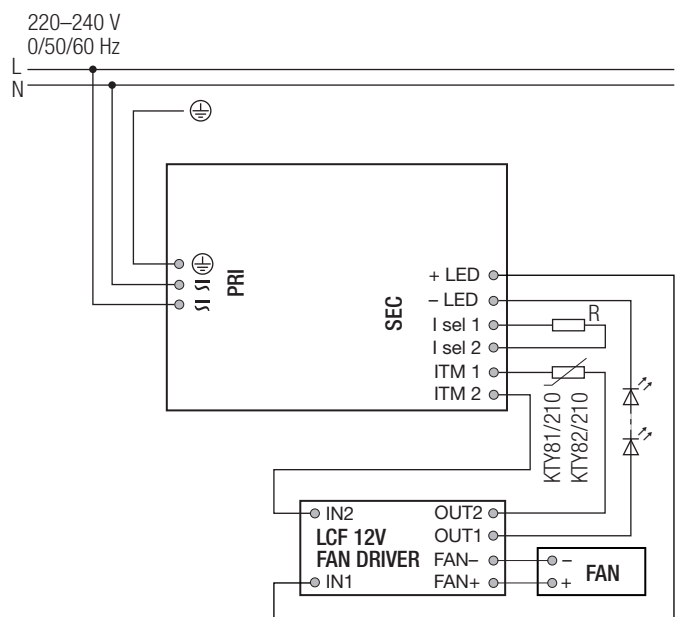 220–240 V
0/50/60 Hz
L
N
PRI
SEC
+ LED
– LED
I sel 1
I sel 2
ITM 1
ITM 2
R
KTY81/210
KTY82/210
IN2
LCF 12V
FAN DRIVER
IN1
OUT2
OUT1
FAN–
FAN+
–
+
FAN